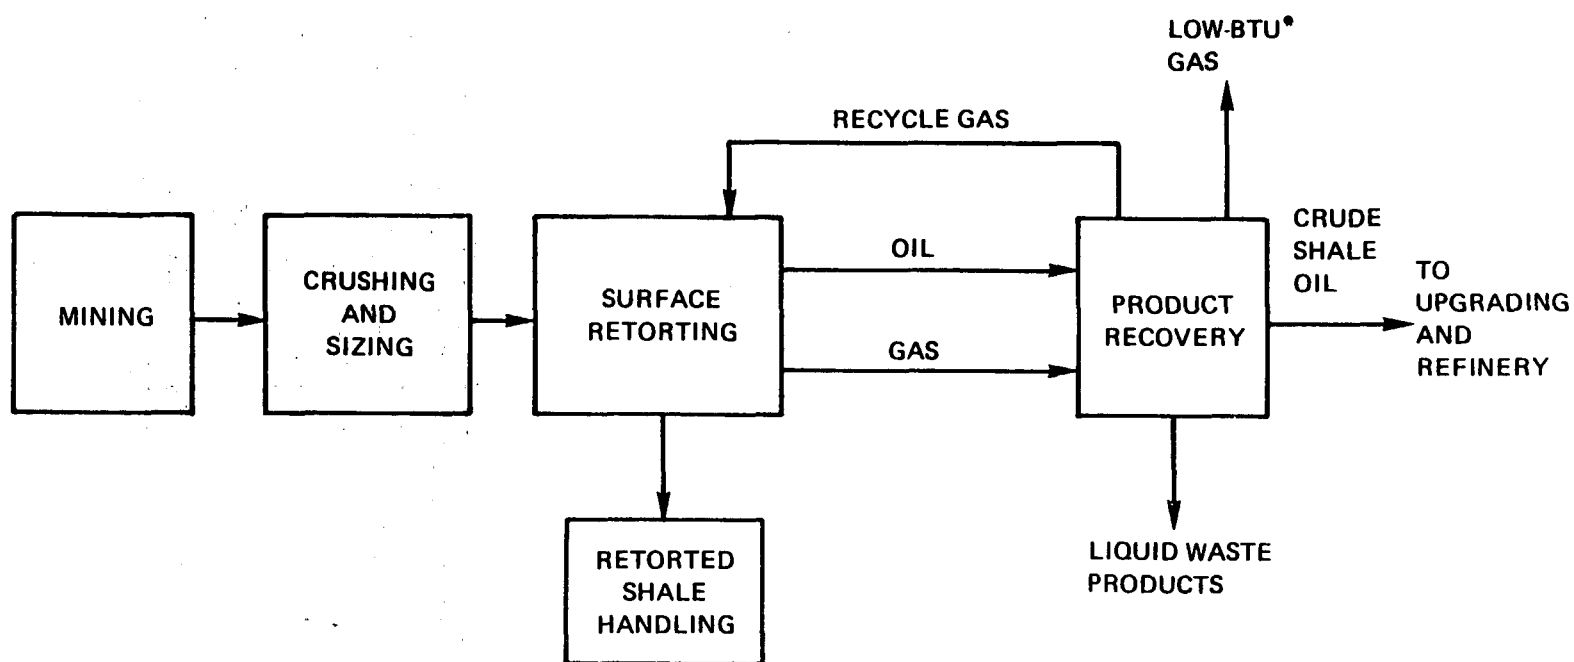 LOW-BTU*
GAS
RECYCLE GAS
MINING
CRUSHING
AND
SIZING
SURFACE
RETORTING
OIL
GAS
PRODUCT
RECOVERY
CRUDE
SHALE
OIL
TO
UPGRADING
AND
REFINERY
RETORTED
SHALE
HANDLING
LIQUID WASTE
PRODUCTS